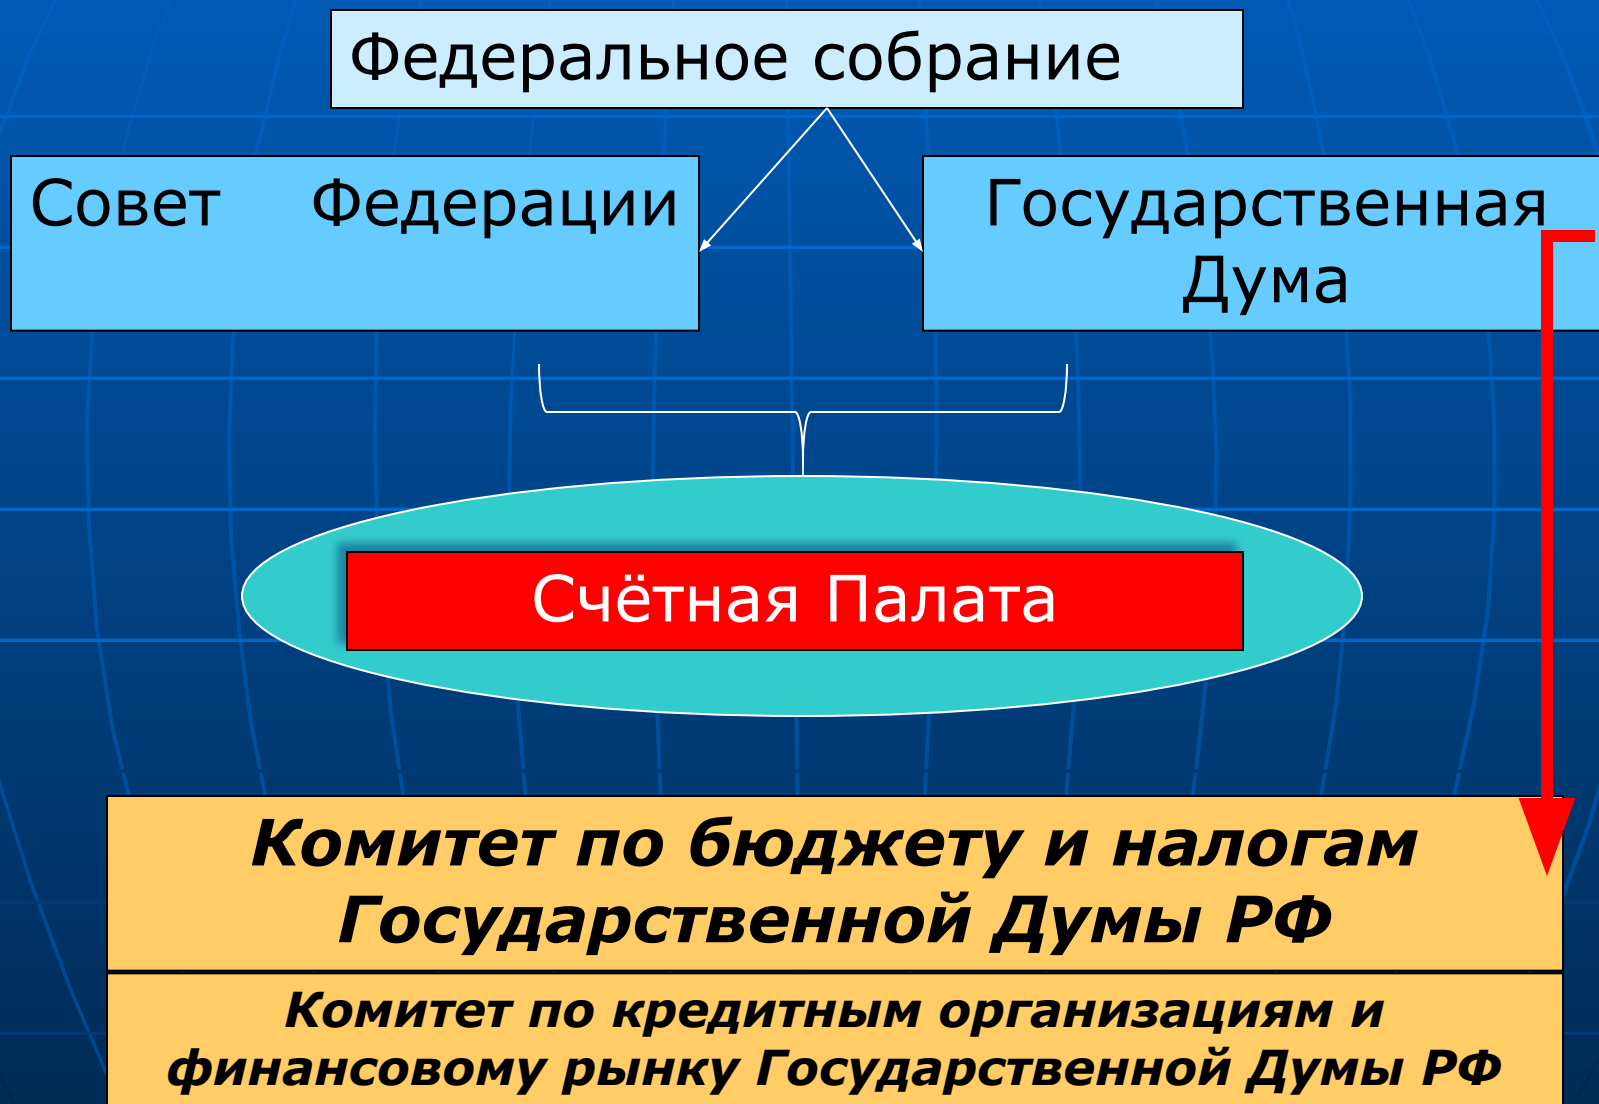 Федеральное собрание
Совет Федерации
Государственная
Дума
Счётная Палата
Комитет по бюджету и налогам
Государственной Думы РФ
Комитет по кредитным организациям и
финансовому рынку Государственной Думы РФ